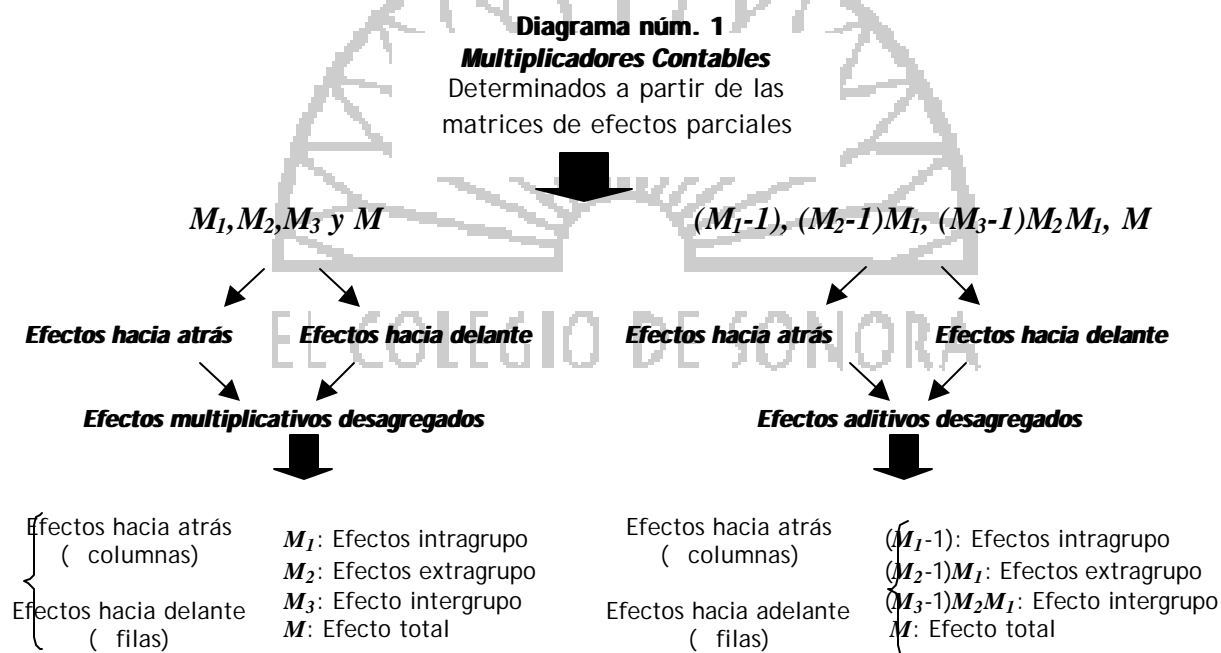 Diagrama núm. 1
Multiplicadores Contables
Determinados a partir de las
matrices de efectos parciales
M1,M2,M3 y M
(M1-1), (M2-1)M1, (M3-1)M2M1, M
Efectos hacia atrás
Efectos hacia delante
Efectos hacia atrás
Efectos hacia delante
EL COLEGIO DE SONORA
Efectos multiplicativos desagregados
Efectos aditivos desagregados
Efectos hacia atrás
( columnas)
Efectos hacia delante
( filas)
M1: Efectos intragrupo
M2: Efectos extragrupo
M3: Efecto intergrupo
M: Efecto total
Efectos hacia atrás
( columnas)
Efectos hacia adelante
( filas)
(M1-1): Efectos intragrupo
(M2-1)M1: Efectos extragrupo
(M3-1)M2M1: Efecto intergrupo
M: Efecto total